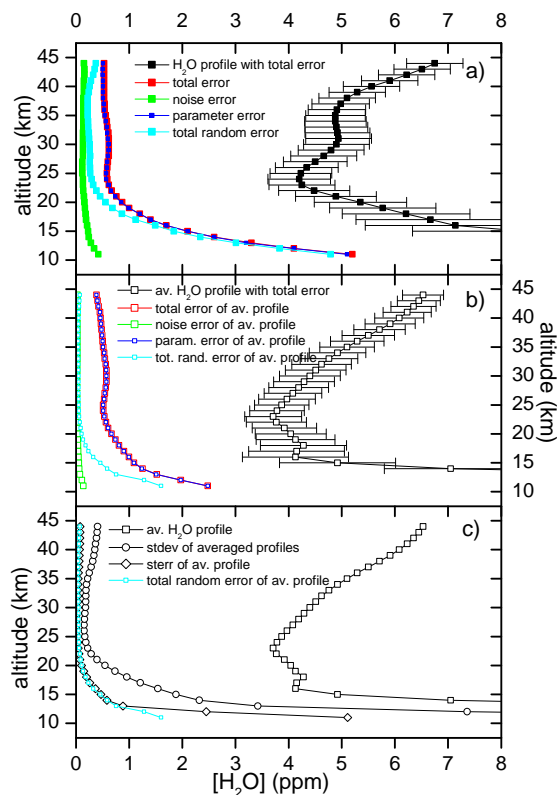 0 1 2 3 4 5 6 7 8
a)
H2O profile with total error
total error
noise error
parameter error
total random error
45
40
35
30
25
20
15
10
altitude (km)
b)
av. H2O profile with total error
total error of av. profile
noise error of av. profile
param. error of av. profile
tot. rand. error of av. profile
45
40
35
30
25
20
15
10
altitude (km)
c)
av. H2O profile
stdev of averaged profiles
sterr of av. profile
total random error of av. profile
45
40
35
30
25
20
15
10
altitude (km)
0 1 2 3 4 5 6 7 8
[H2O] (ppm)